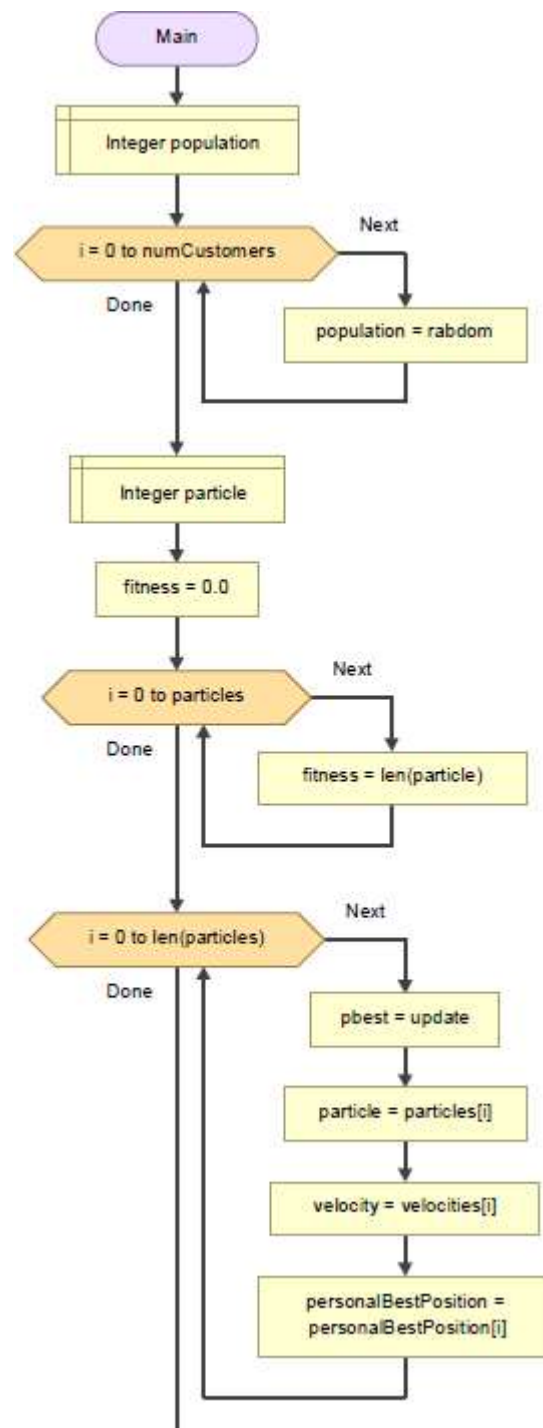 Main
Integer population
i = 0 to numCustomers
Next
Done
population = rabdom
Integer particle
fitness = 0.0
i = 0 to particles
Next
Done
fitness = len(particle)
i = 0 to len(particles)
Next
Done
pbest = update
particle = particles[i]
velocity = velocities[i]
personalBestPosition =
personalBestPosition[i]